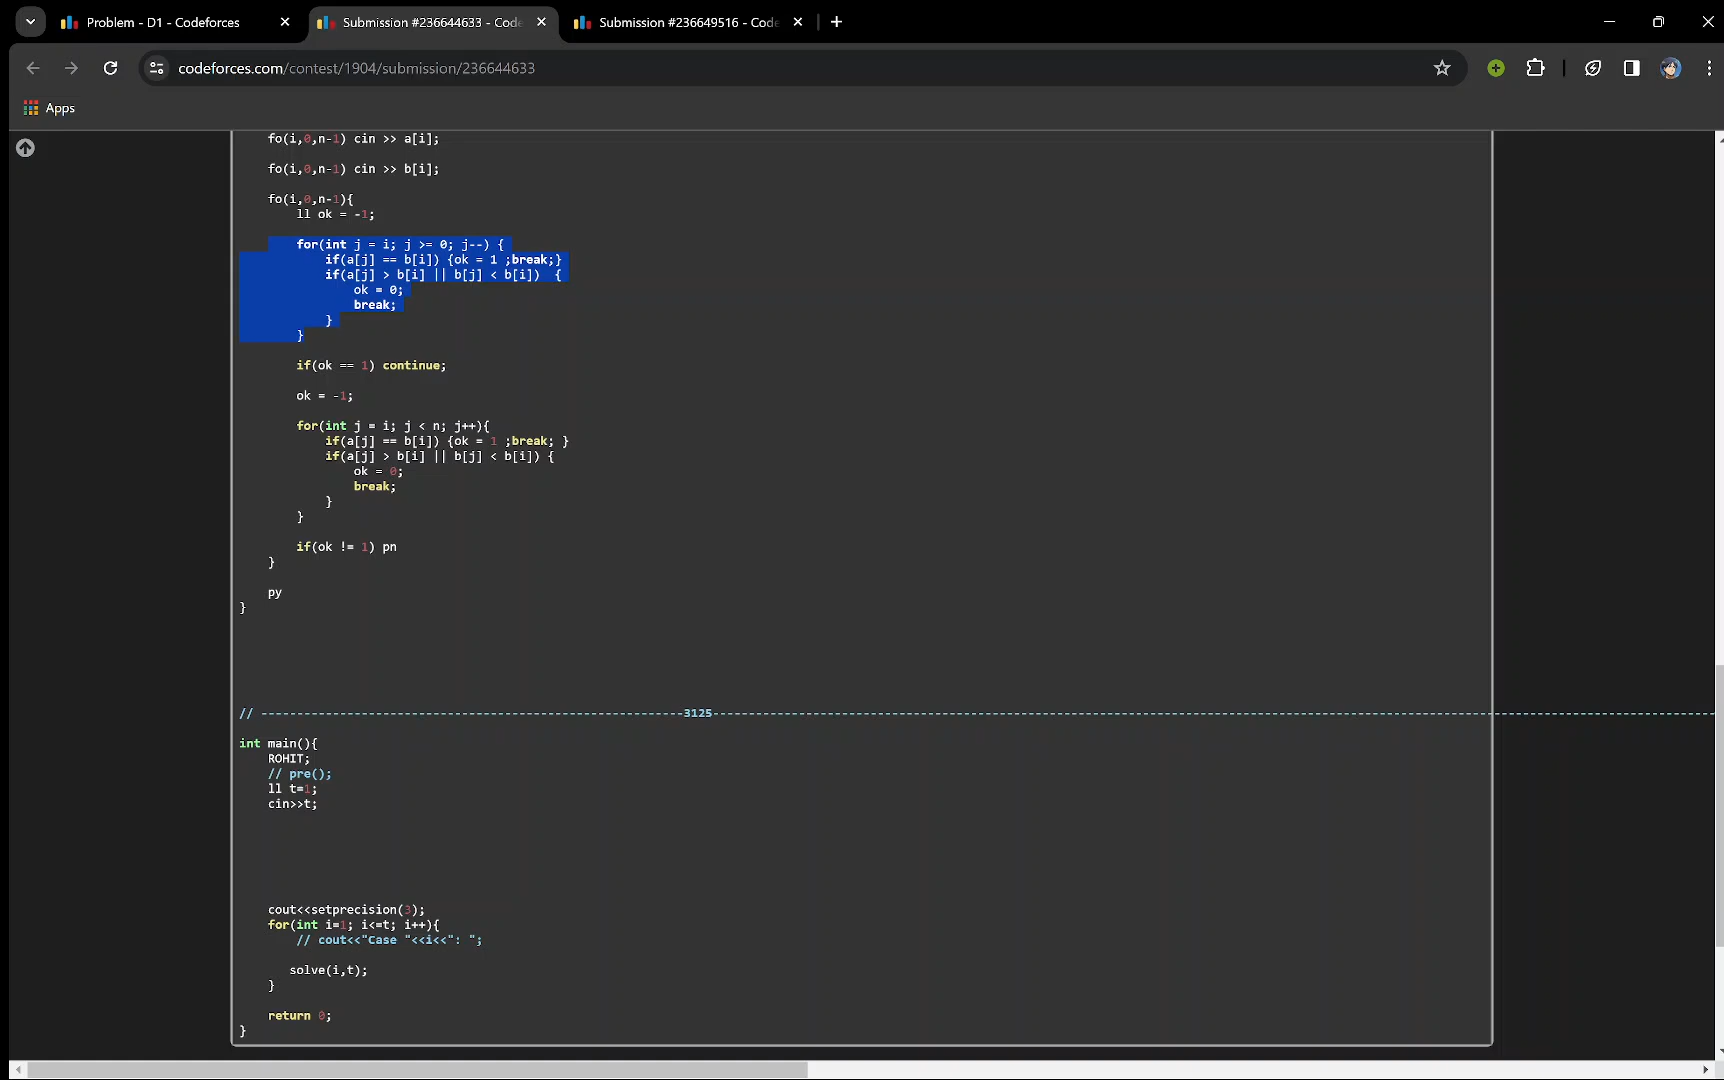 Problem - D1 - Codeforces
Submission #236644633 - Code
Submission #236649516 - Code
codeforces.com/contest/1904/submission/236644633
Apps
fo(i,0,n-1) cin >> a[i];
fo(i,0,n-1) cin >> b[i];
fo(i,0,n-1){
ll ok = -1;
for(int j = i; j >= 0; j--) {
if(a[j] == b[i]) {ok = 1 ;break;}
if(a[j] > b[i] || b[j] < b[i])  {
ok = 0;
break;
}
}
if(ok == 1) continue;
ok = -1;
for(int j = i; j < n; j++){
if(a[j] == b[i]) {ok = 1 ;break; }
if(a[j] > b[i] || b[j] < b[i]) {
ok = 0;
break;
}
}
if(ok != 1) pn
}
py
}
// -----------------------------------------------------------3125-----------------------------------------------------------
int main(){
ROHIT;
// pre();
ll t=1;
cin>>t;
cout<<setprecision(3);
for(int i=1; i<=t; i++){
// cout<<"Case "<<i<<": ";
solve(i,t);
}
return 0;
}